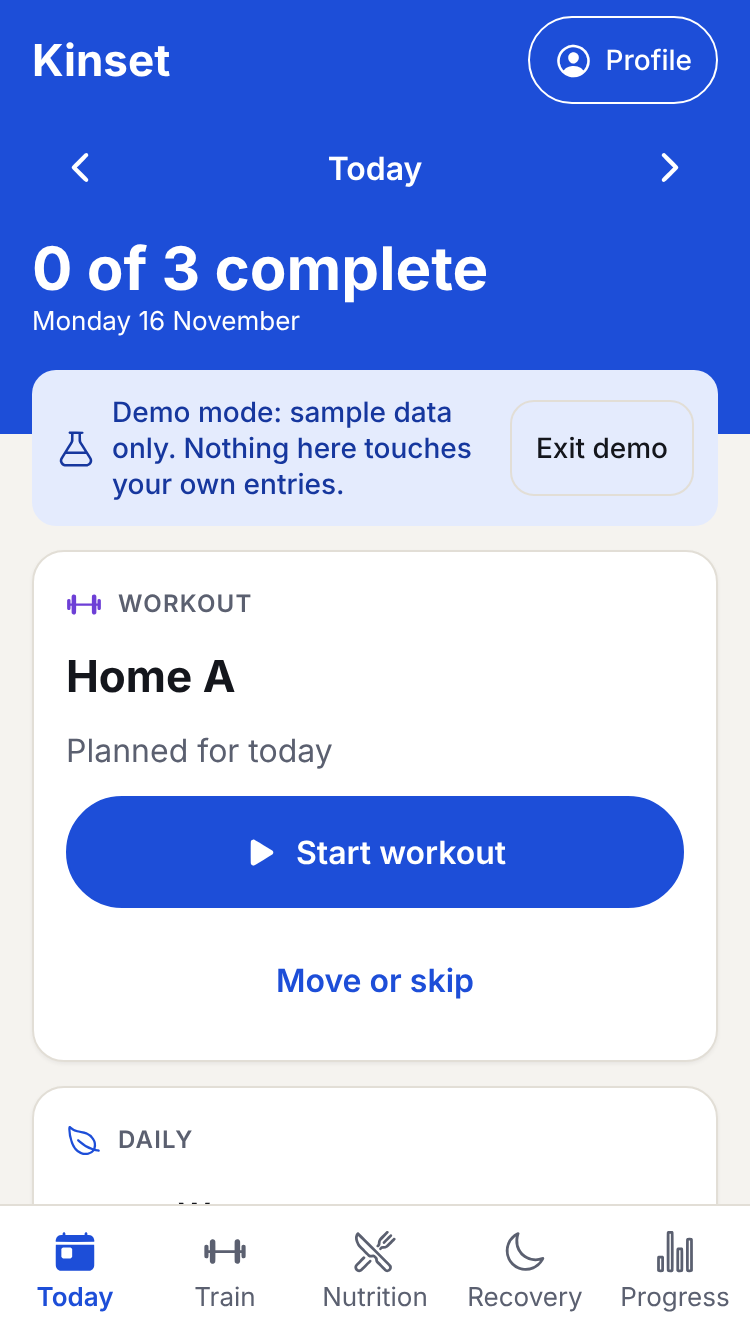 Kinset
Profile
Today
0 of 3 complete
Monday 16 November
Demo mode: sample data
only. Nothing here touches
your own entries.
Exit demo
WORKOUT
Home A
Planned for today
Start workout
Move or skip
DAILY
Today
Train
Nutrition
Recovery
Progress